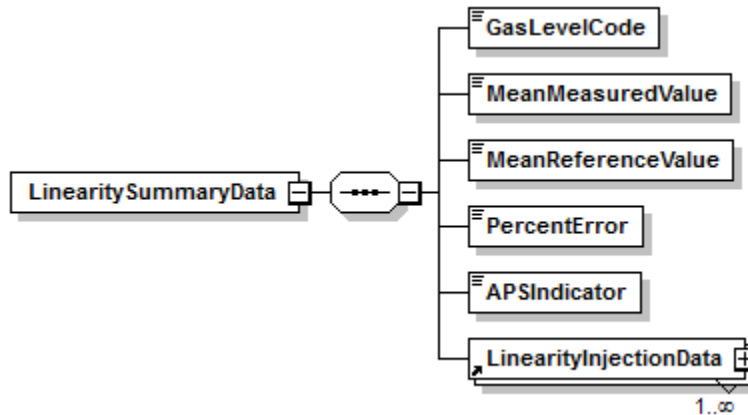 GasLevelCode
MeanMeasuredValue
MeanReferenceValue
LinearitySummaryData
PercentError
APSIndicator
LinearityInjectionData
1..∞